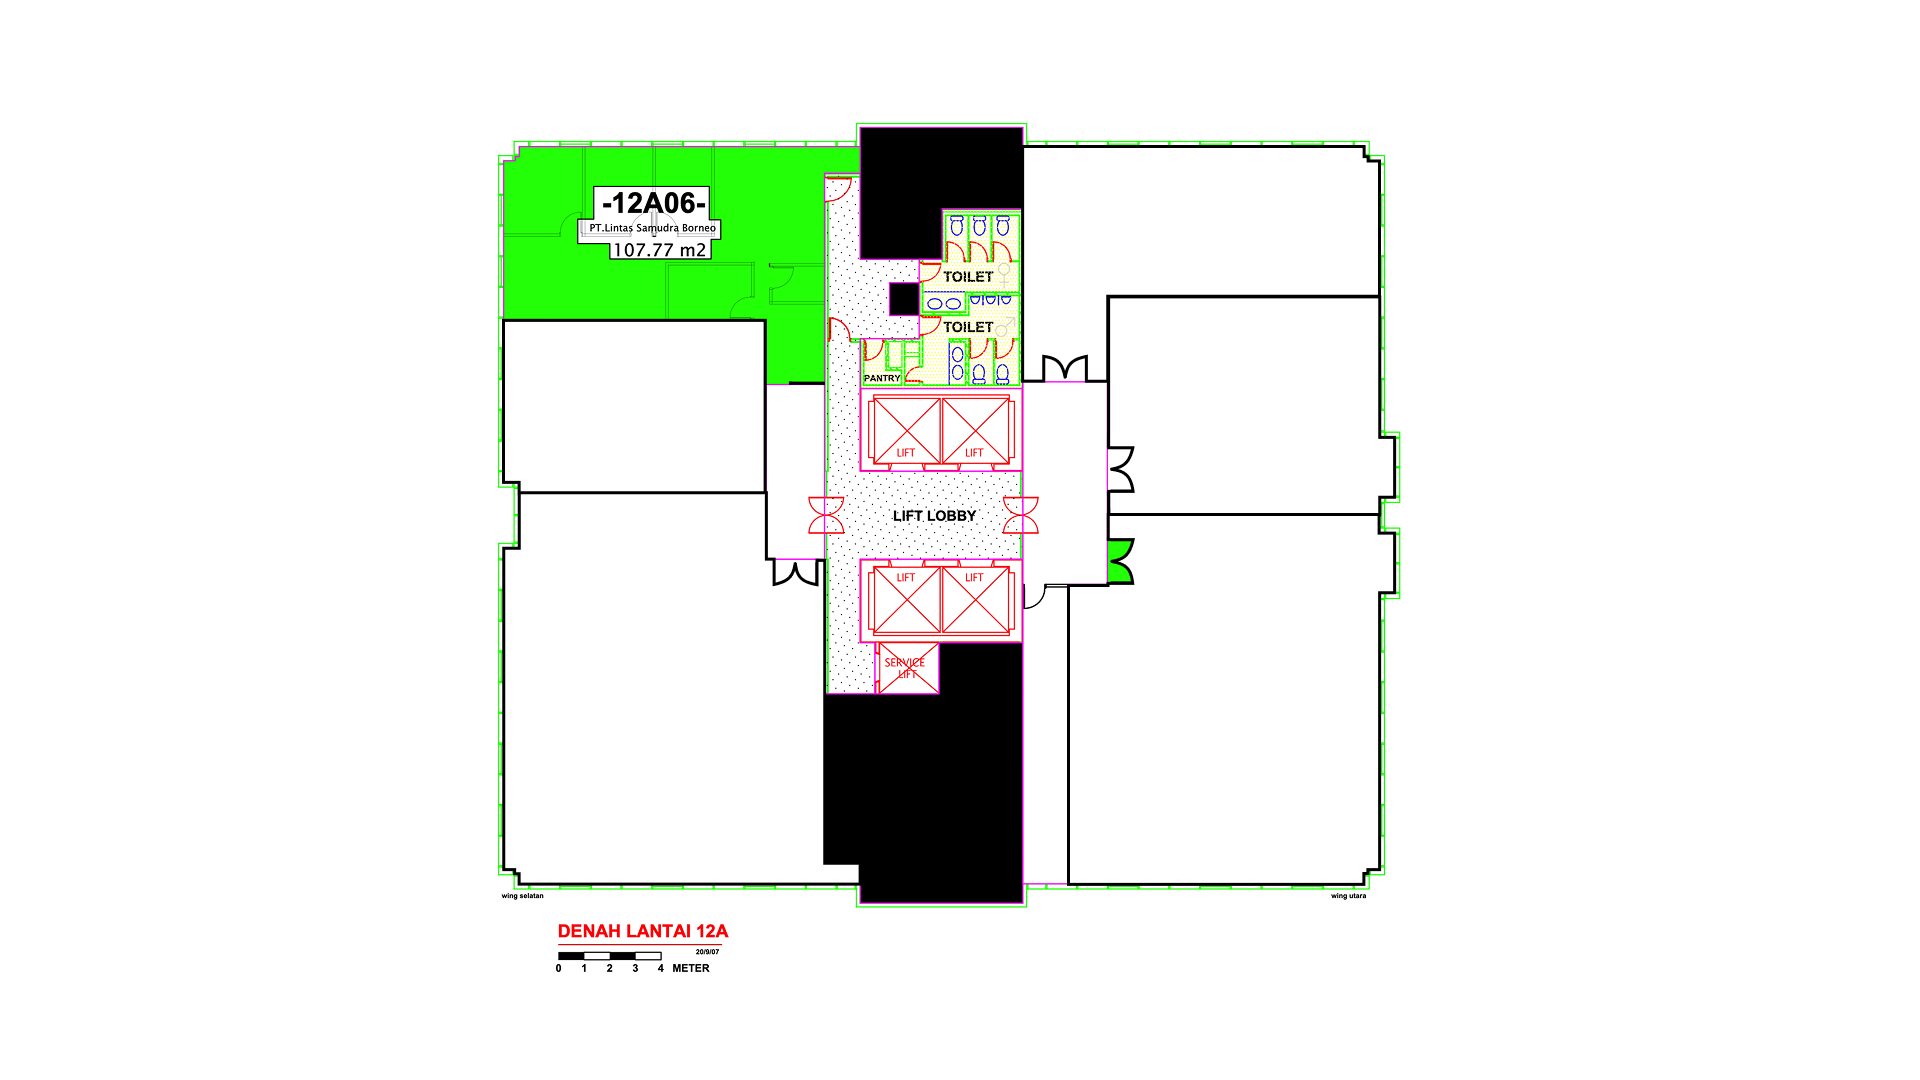 -12A06-
PT.Lintas Samudra Borneo
107.77 m2
TOILET
TOILET
PANTRY
LIFT
LIFT
LIFT LOBBY
LIFT
LIFT
SERVICE
LIFT
wing selatan
wing utara
DENAH LANTAI 12A
20/9/07
0 1 2 3 4 METER